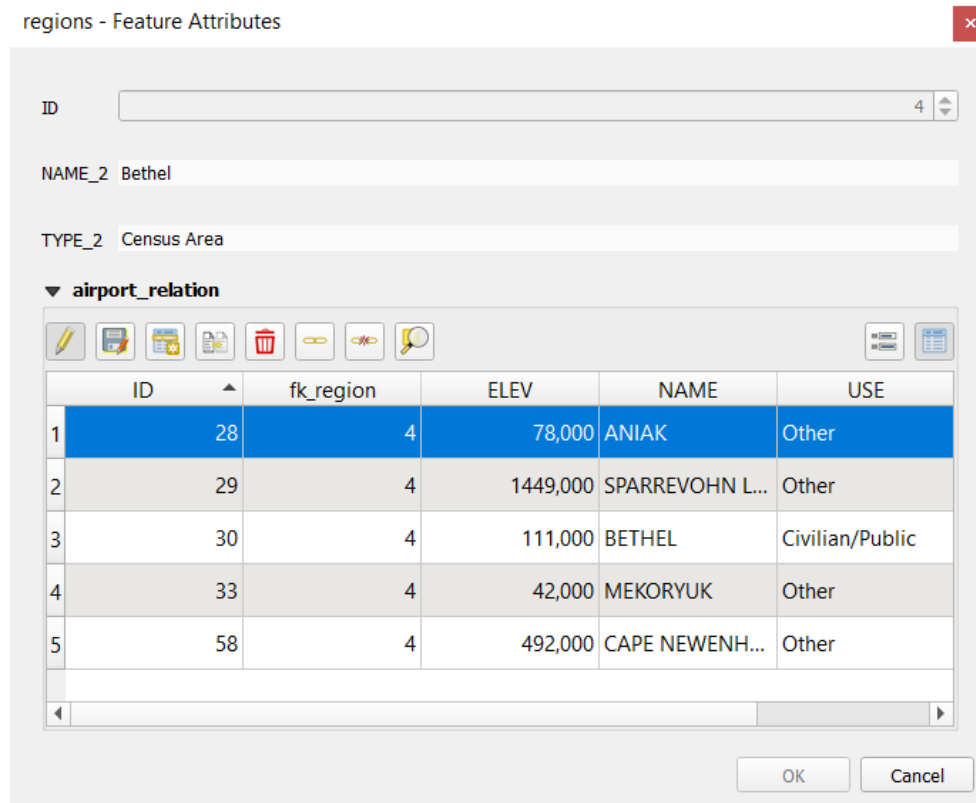 regions - Feature Attributes
ID 4
NAME_2 Bethel
TYPE_2 Census Area
airport_relation
ID fk_region ELEV NAME USE
1 28 4 78,000 ANIAK Other
2 29 4 1449,000 SPARREVOHN L... Other
3 30 4 111,000 BETHEL Civilian/Public
4 33 4 42,000 MEKORYUK Other
5 58 4 492,000 CAPE NEWENH... Other
OK Cancel